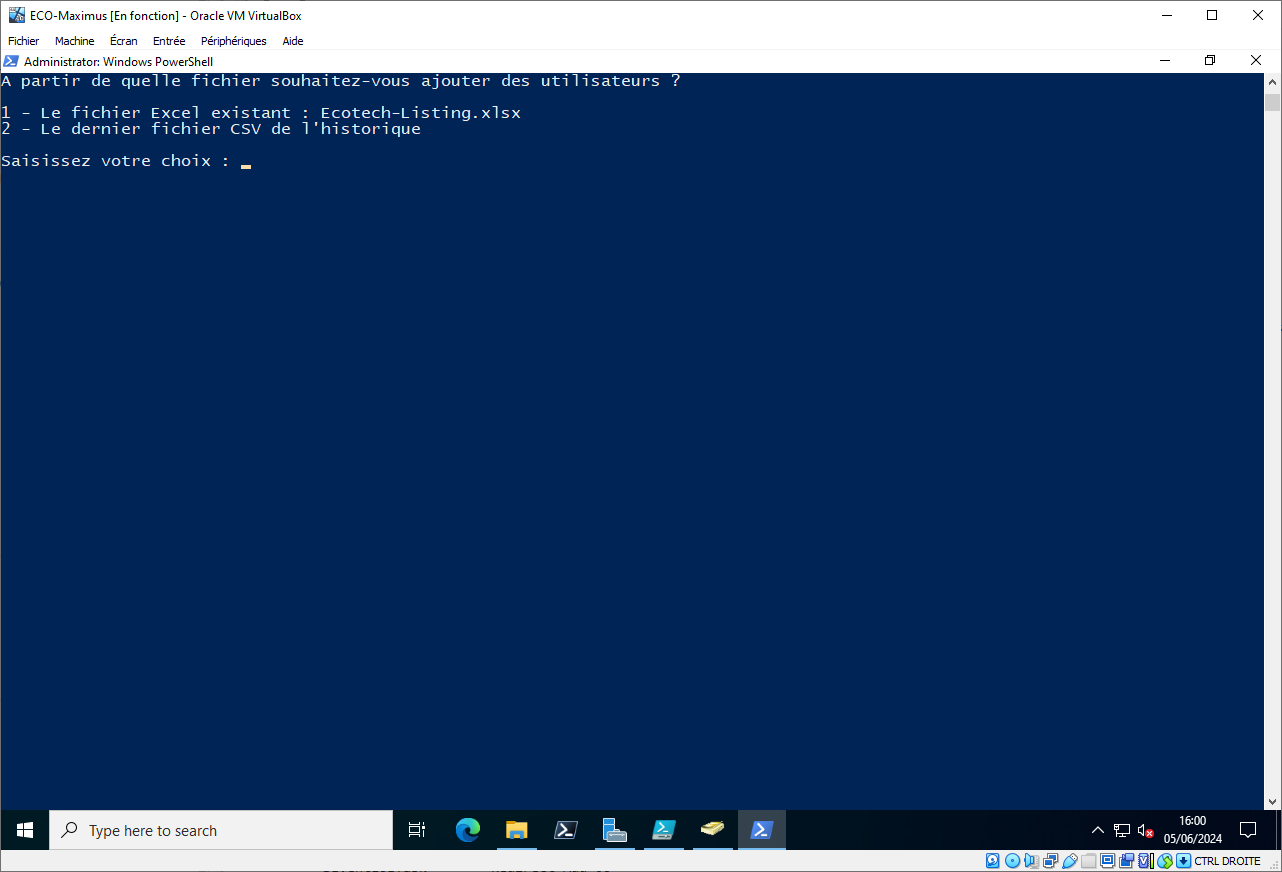 ECO-Maximus [En fonction] - Oracle VM VirtualBox
Fichier Machine Écran Entrée Périphériques Aide
Administrator: Windows PowerShell
A partir de quelle fichier souhaitez-vous ajouter des utilisateurs ?
1 - Le fichier Excel existant : Ecotech-Listing.xlsx
2 - Le dernier fichier CSV de l'historique
Saisissez votre choix :
Type here to search
16:00
05/06/2024
CTRL DROITE